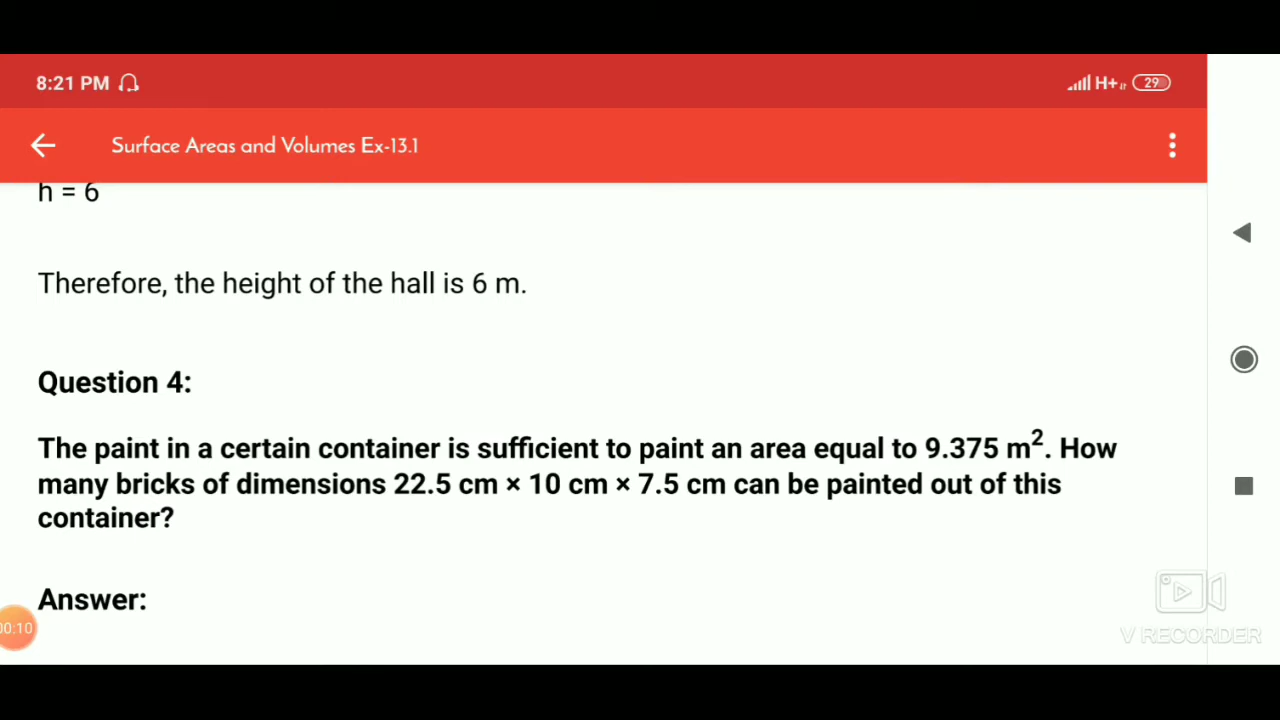 8:21 PM
H+ 29
Surface Areas and Volumes Ex-13.1
h = 6
Therefore, the height of the hall is 6 m.
Question 4:
The paint in a certain container is sufficient to paint an area equal to 9.375 m². How
many bricks of dimensions 22.5 cm × 10 cm × 7.5 cm can be painted out of this
container?
Answer:
00:10
V RECORDER